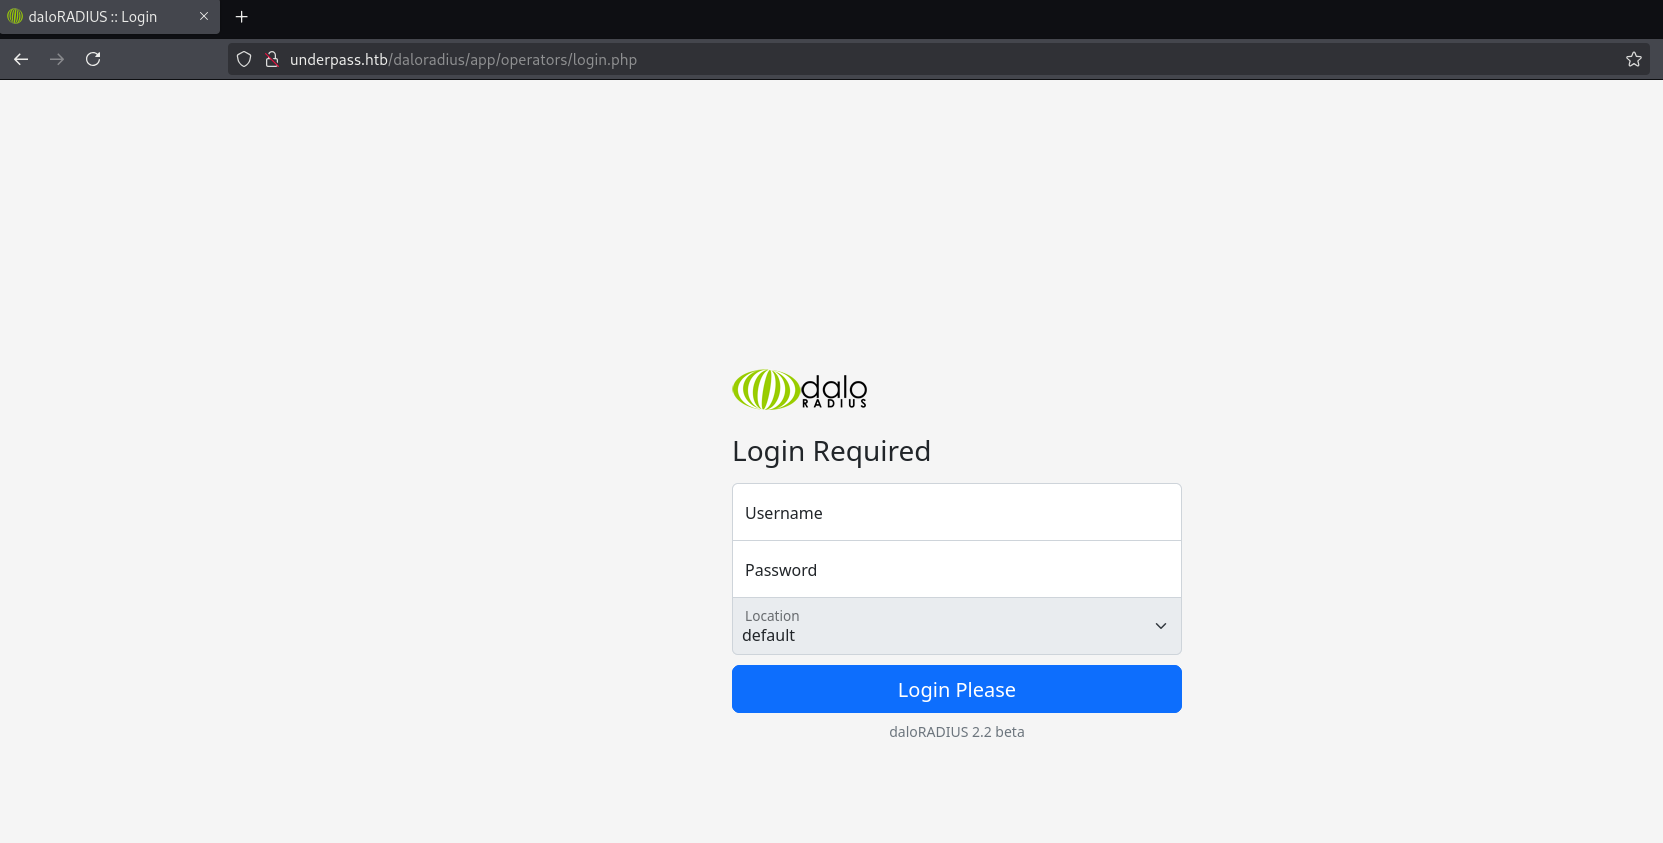 daloRADIUS :: Login
underpass.htb/daloradius/app/operators/login.php
dalo
RADIUS
Login Required
Username
Password
Location
default
Login Please
daloRADIUS 2.2 beta